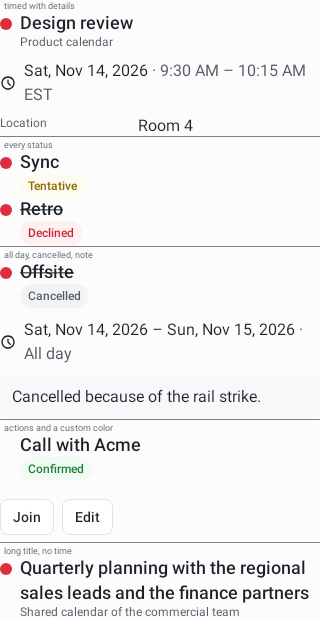 timed with details
Design review
Product calendar
Sat, Nov 14, 2026 · 9:30 AM – 10:15 AM
EST
Location Room 4
every status
Sync
Tentative
Retro
Declined
all day, cancelled, note
Offsite
Cancelled
Sat, Nov 14, 2026 – Sun, Nov 15, 2026 ·
All day
Cancelled because of the rail strike.
actions and a custom color
Call with Acme
Confirmed
Join Edit
long title, no time
Quarterly planning with the regional
sales leads and the finance partners
Shared calendar of the commercial team